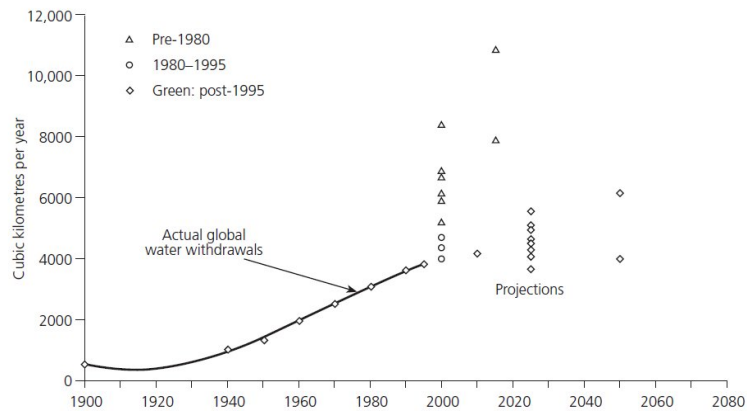 12,000
Pre-1980
1980–1995
10,000
Green: post-1995
8000
Cubic kilometres per year
6000
Actual global
water withdrawals
4000
Projections
2000
0
1900 1920 1940 1960 1980 2000 2020 2040 2060 2080